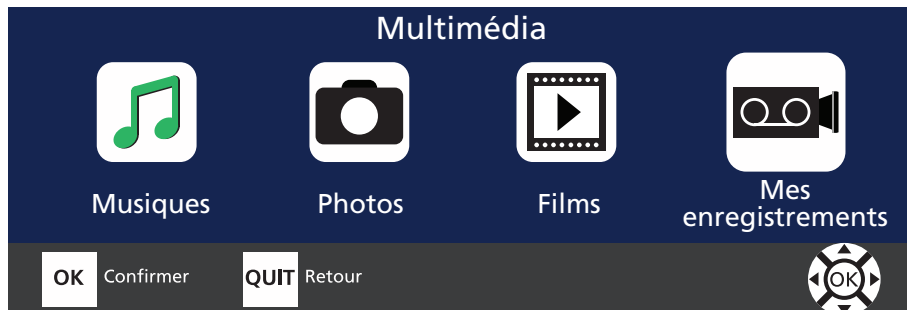 Multimédia
Musiques
Photos
Films
Mes
enregistrements
OK Confirmer
QUIT Retour
OK